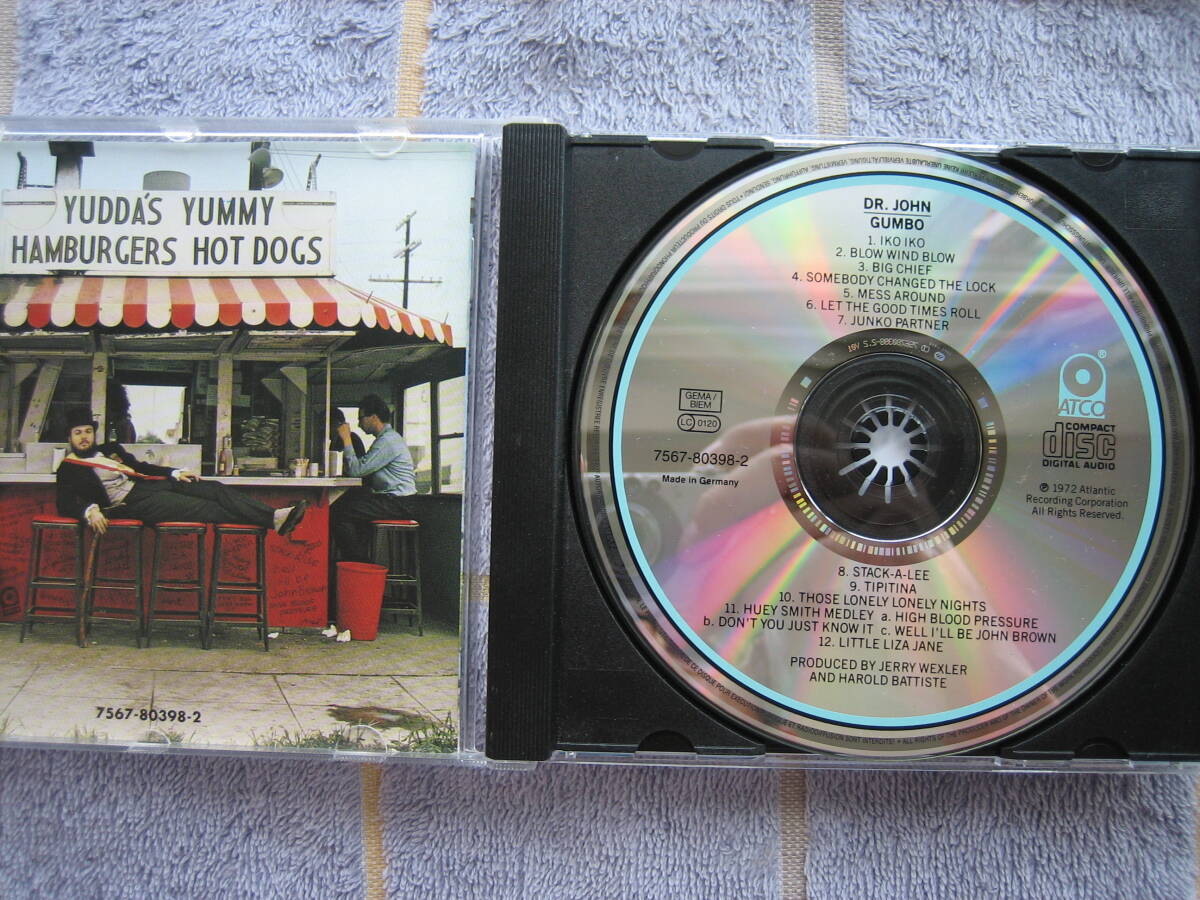 YUDDA'S YUMMY
HAMBURGERS HOT DOGS
7567-80398-2
DR. JOHN
GUMBO
1. IKO IKO
2. BLOW WIND BLOW
3. BIG CHIEF
4. SOMEBODY CHANGED THE LOCK
5. MESS AROUND
6. LET THE GOOD TIMES ROLL
7. JUNKO PARTNER
GEMA/
BIEM
LC 0120
7567-80398-2
Made in Germany
®
ATCO
COMPACT
disc
DIGITAL AUDIO
℗ 1972 Atlantic
Recording Corporation
All Rights Reserved.
8. STACK-A-LEE
9. TIPITINA
10. THOSE LONELY LONELY NIGHTS
11. HUEY SMITH MEDLEY a. HIGH BLOOD PRESSURE
b. DON'T YOU JUST KNOW IT c. WELL I'LL BE JOHN BROWN
12. LITTLE LIZA JANE
PRODUCED BY JERRY WEXLER
AND HAROLD BATTISTE